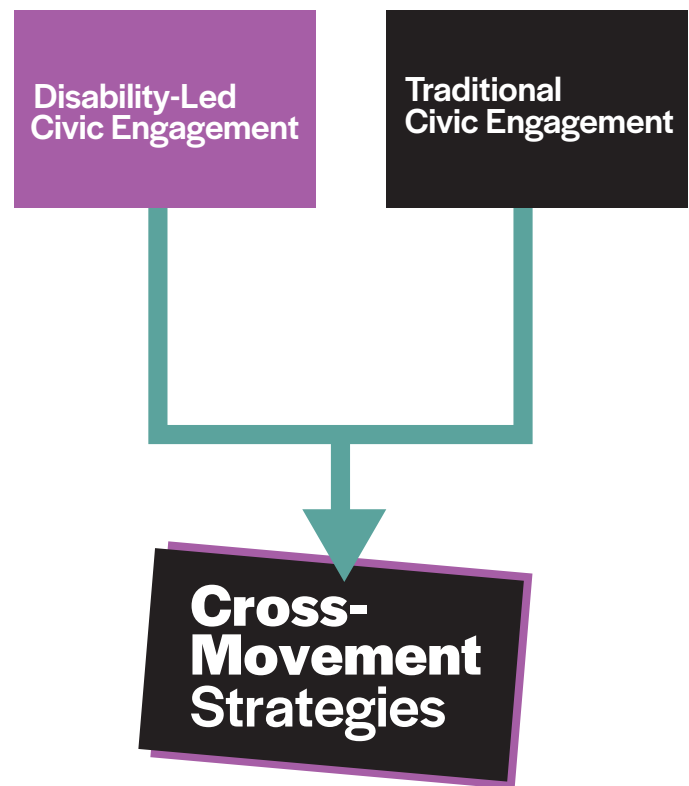 Disability-Led
Civic Engagement
Traditional
Civic Engagement
Cross-
Movement
Strategies